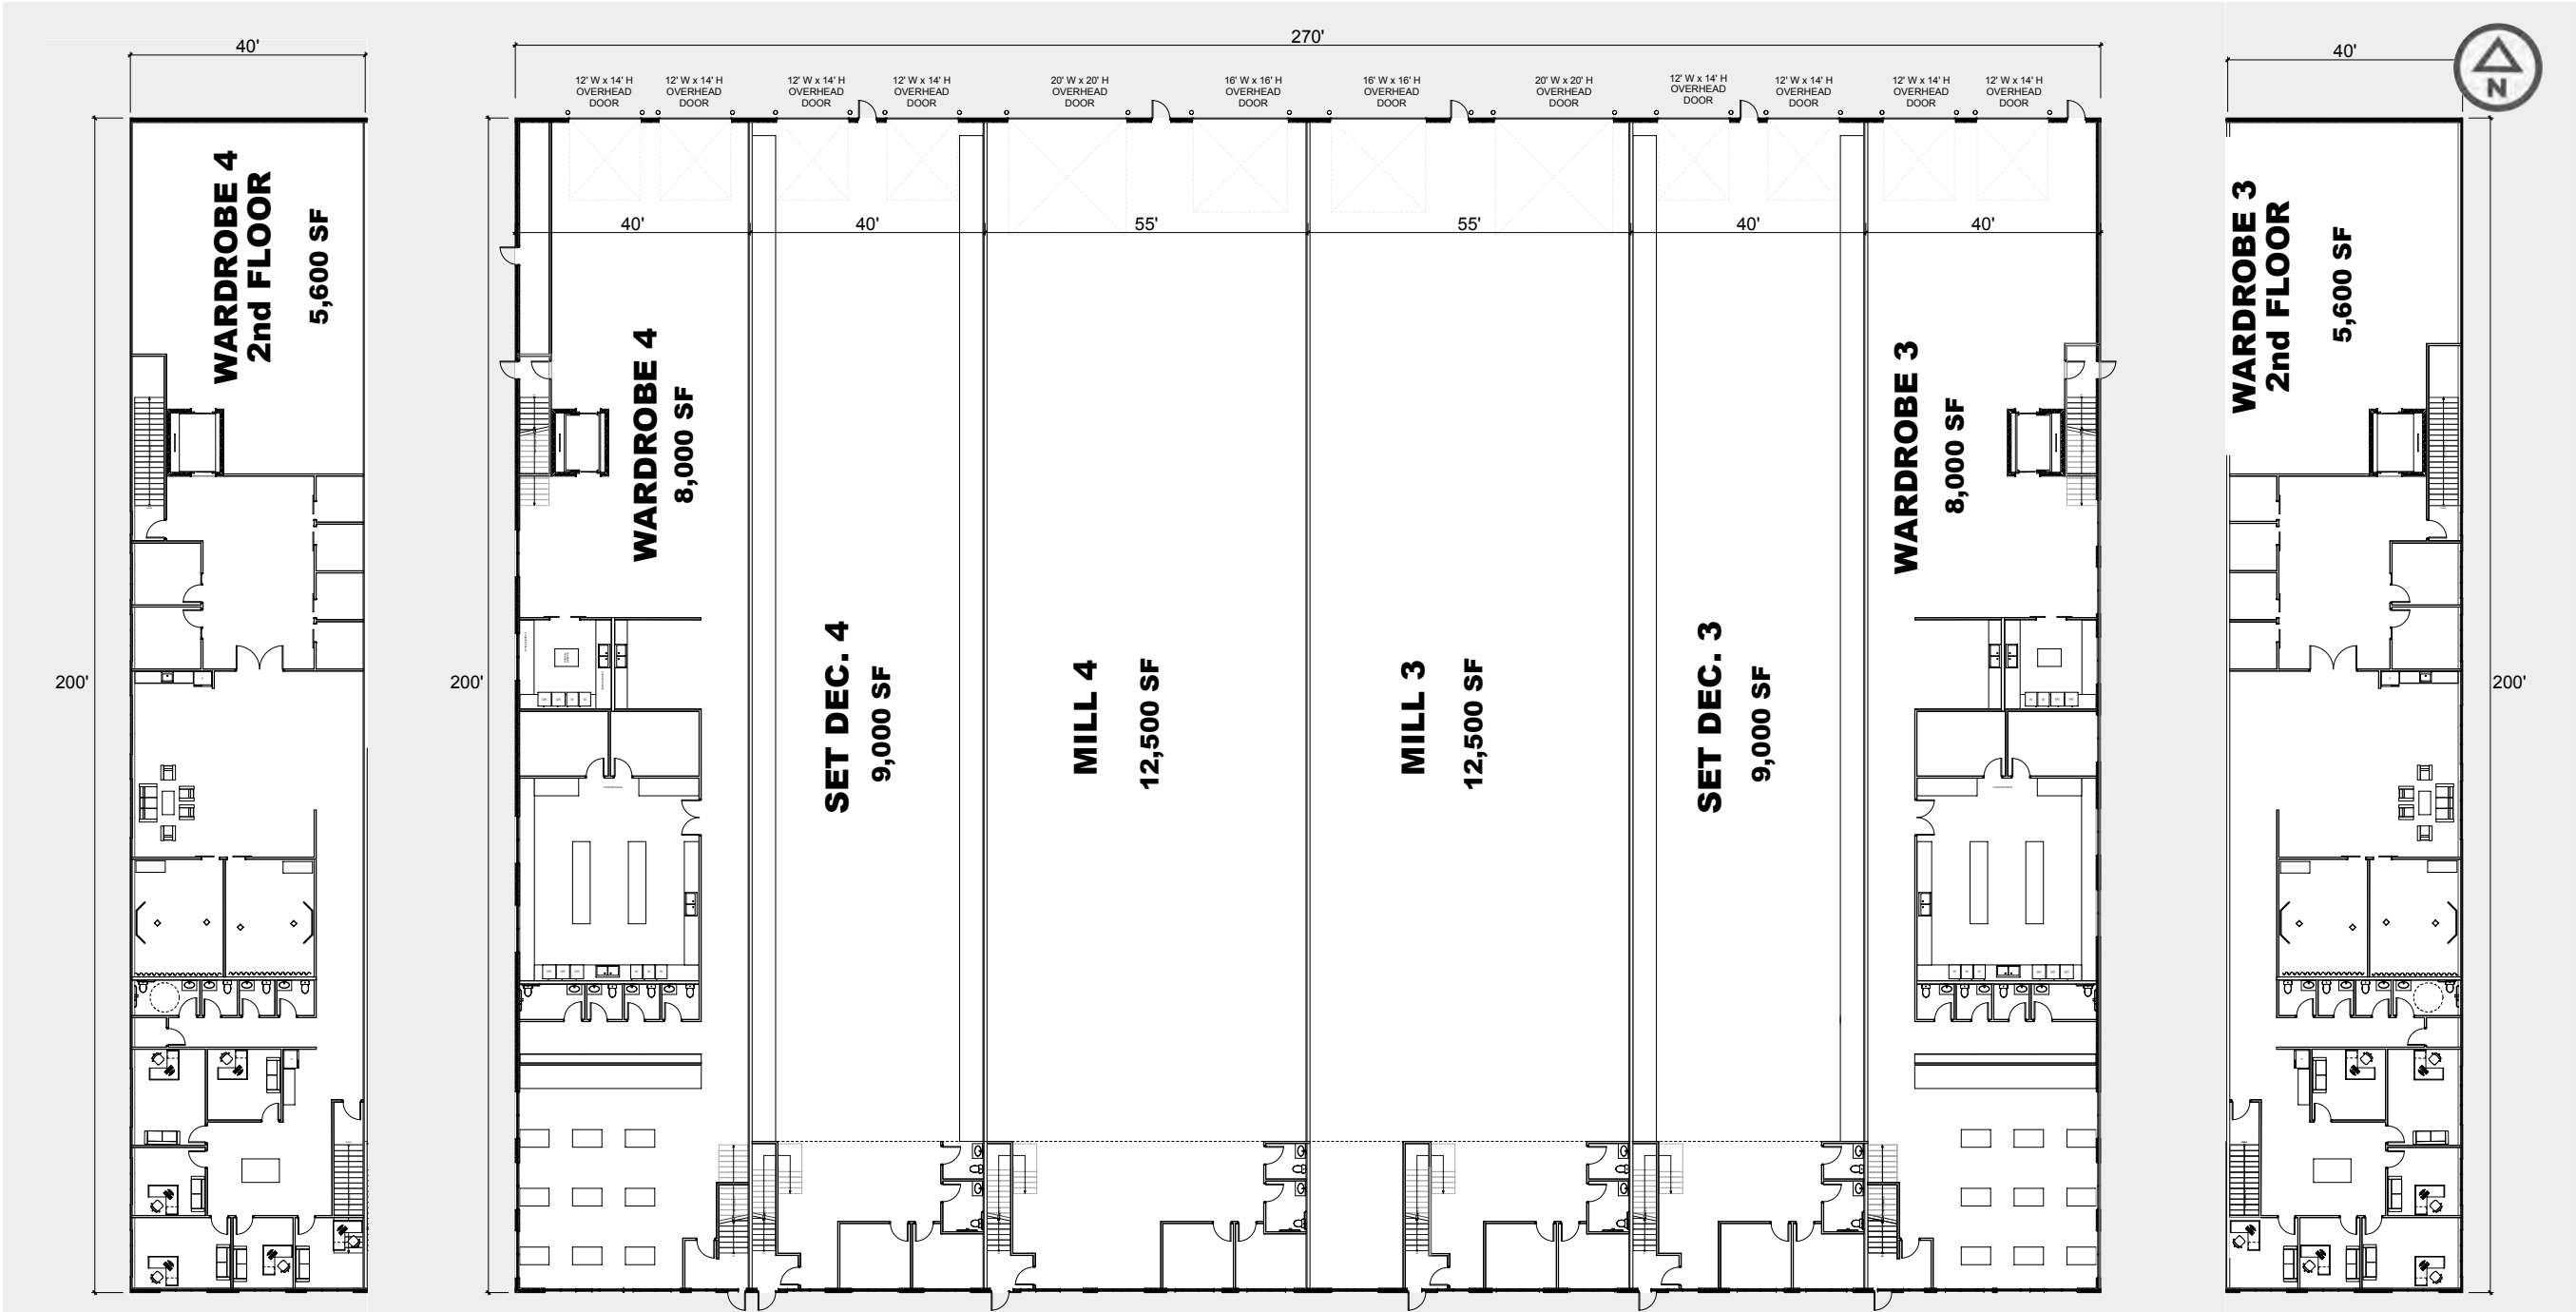 40'
270'
40'
N
12' W x 14' H
OVERHEAD
DOOR
12' W x 14' H
OVERHEAD
DOOR
12' W x 14' H
OVERHEAD
DOOR
12' W x 14' H
OVERHEAD
DOOR
20' W x 20' H
OVERHEAD
DOOR
16' W x 16' H
OVERHEAD
DOOR
16' W x 16' H
OVERHEAD
DOOR
20' W x 20' H
OVERHEAD
DOOR
12' W x 14' H
OVERHEAD
DOOR
12' W x 14' H
OVERHEAD
DOOR
12' W x 14' H
OVERHEAD
DOOR
12' W x 14' H
OVERHEAD
DOOR
WARDROBE 4
2nd FLOOR
5,600 SF
40'
40'
55'
55'
40'
40'
WARDROBE 3
2nd FLOOR
5,600 SF
WARDROBE 4
8,000 SF
WARDROBE 3
8,000 SF
200'
200'
SET DEC. 4
9,000 SF
MILL 4
12,500 SF
MILL 3
12,500 SF
SET DEC. 3
9,000 SF
200'